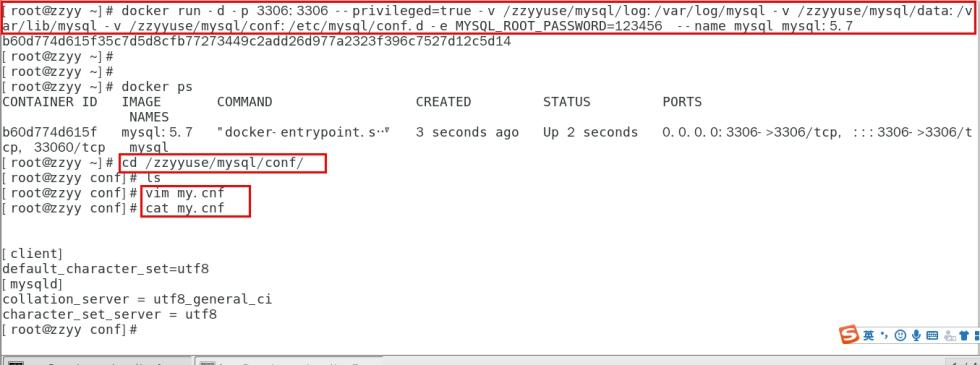 [root@zzyy ~]# docker run -d -p 3306:3306 --privileged=true -v /zzyyuse/mysql/log:/var/log/mysql -v /zzyyuse/mysql/data:/v
ar/lib/mysql -v /zzyyuse/mysql/conf:/etc/mysql/conf.d -e MYSQL_ROOT_PASSWORD=123456  --name mysql mysql:5.7
b60d774d615f35c7d5d8cfb77273449c2add26d977a2323f396c7527d12c5d14
[root@zzyy ~]#
[root@zzyy ~]#
[root@zzyy ~]# docker ps
CONTAINER ID   IMAGE       COMMAND                  CREATED         STATUS         PORTS
NAMES
b60d774d615f   mysql:5.7   "docker-entrypoint.s…"   3 seconds ago   Up 2 seconds   0.0.0.0:3306->3306/tcp, :::3306->3306/t
cp, 33060/tcp   mysql
[root@zzyy ~]# cd /zzyyuse/mysql/conf/
[root@zzyy conf]# ls
[root@zzyy conf]# vim my.cnf
[root@zzyy conf]# cat my.cnf
[client]
default_character_set=utf8
[mysqld]
collation_server = utf8_general_ci
character_set_server = utf8
[root@zzyy conf]#
S 英